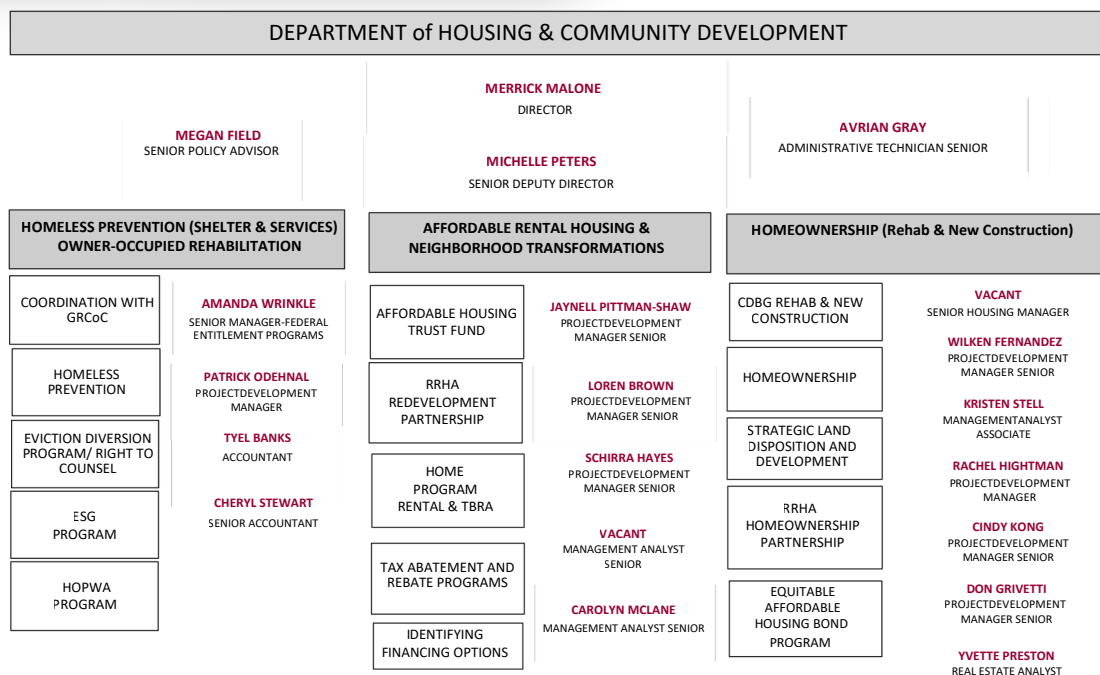 DEPARTMENT of HOUSING & COMMUNITY DEVELOPMENT
MERRICK MALONE
DIRECTOR
MEGAN FIELD
SENIOR POLICY ADVISOR
AVRIAN GRAY
ADMINISTRATIVE TECHNICIAN SENIOR
MICHELLE PETERS
SENIOR DEPUTY DIRECTOR
HOMELESS PREVENTION (SHELTER & SERVICES)
OWNER-OCCUPIED REHABILITATION
COORDINATION WITH
GRCoC
HOMELESS
PREVENTION
EVICTION DIVERSION
PROGRAM/ RIGHT TO
COUNSEL
ESG
PROGRAM
HOPWA
PROGRAM
AMANDA WRINKLE
SENIOR MANAGER-FEDERAL
ENTITLEMENT PROGRAMS
PATRICK ODEHNAL
PROJECTDEVELOPMENT
MANAGER
TYEL BANKS
ACCOUNTANT
CHERYL STEWART
SENIOR ACCOUNTANT
AFFORDABLE RENTAL HOUSING &
NEIGHBORHOOD TRANSFORMATIONS
AFFORDABLE HOUSING
TRUST FUND
RRHA
REDEVELOPMENT
PARTNERSHIP
HOME
PROGRAM
RENTAL & TBRA
TAX ABATEMENT AND
REBATE PROGRAMS
IDENTIFYING
FINANCING OPTIONS
JAYNELL PITTMAN-SHAW
PROJECTDEVELOPMENT
MANAGER SENIOR
LOREN BROWN
PROJECTDEVELOPMENT
MANAGER SENIOR
SCHIRRA HAYES
PROJECTDEVELOPMENT
MANAGER SENIOR
VACANT
MANAGEMENT ANALYST
SENIOR
CAROLYN MCLANE
MANAGEMENT ANALYST SENIOR
HOMEOWNERSHIP (Rehab & New Construction)
CDBG REHAB & NEW
CONSTRUCTION
HOMEOWNERSHIP
STRATEGIC LAND
DISPOSITION AND
DEVELOPMENT
RRHA
HOMEOWNERSHIP
PARTNERSHIP
EQUITABLE
AFFORDABLE
HOUSING BOND
PROGRAM
VACANT
SENIOR HOUSING MANAGER
WILKEN FERNANDEZ
PROJECTDEVELOPMENT
MANAGER SENIOR
KRISTEN STELL
MANAGEMENTANALYST
ASSOCIATE
RACHEL HIGHTMAN
PROJECTDEVELOPMENT
MANAGER
CINDY KONG
PROJECTDEVELOPMENT
MANAGER SENIOR
DON GRIVETTI
PROJECTDEVELOPMENT
MANAGER SENIOR
YVETTE PRESTON
REAL ESTATE ANALYST